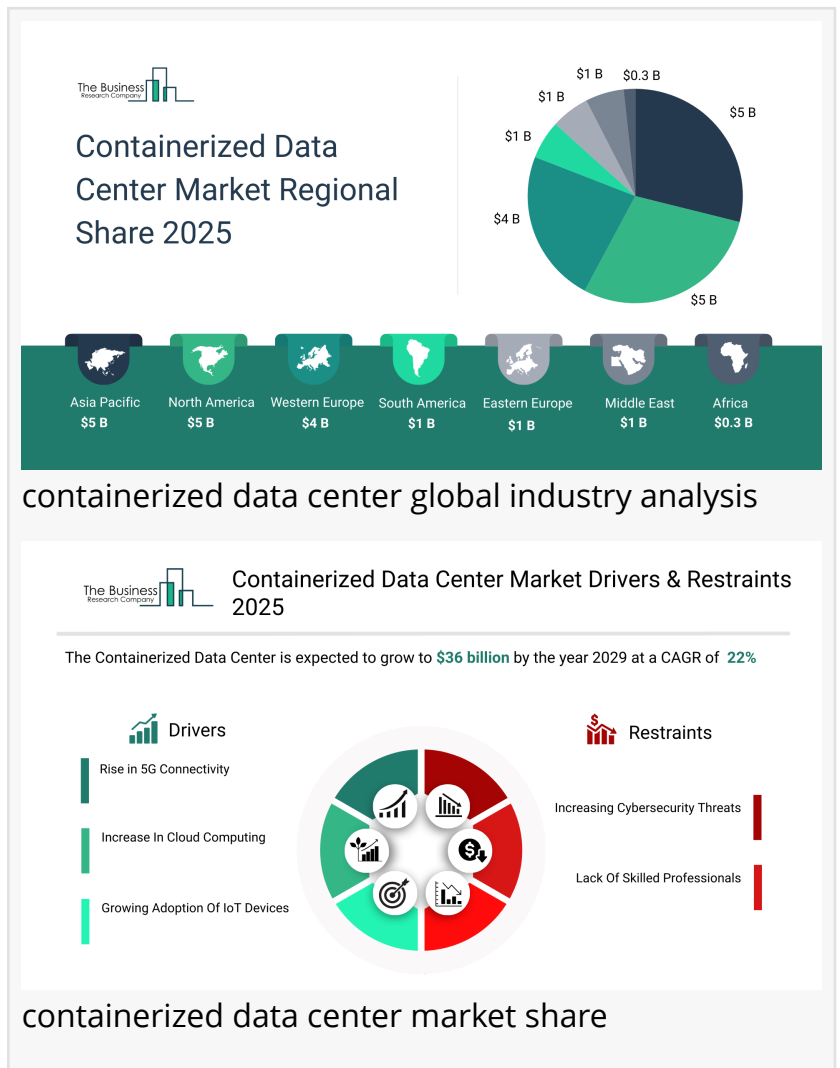 The Business
Research Company
Containerized Data
Center Market Regional
Share 2025
$1 B
$0.3 B
$1 B
$5 B
$1 B
$4 B
$5 B
Asia Pacific
$5 B
North America
$5 B
Western Europe
$4 B
South America
$1 B
Eastern Europe
$1 B
Middle East
$1 B
Africa
$0.3 B
containerized data center global industry analysis
The Business
Research Company
Containerized Data Center Market Drivers & Restraints
2025
The Containerized Data Center is expected to grow to $36 billion by the year 2029 at a CAGR of 22%
Drivers
Rise in 5G Connectivity
Increase In Cloud Computing
Growing Adoption Of IoT Devices
$
$
Restraints
Increasing Cybersecurity Threats
Lack Of Skilled Professionals
containerized data center market share